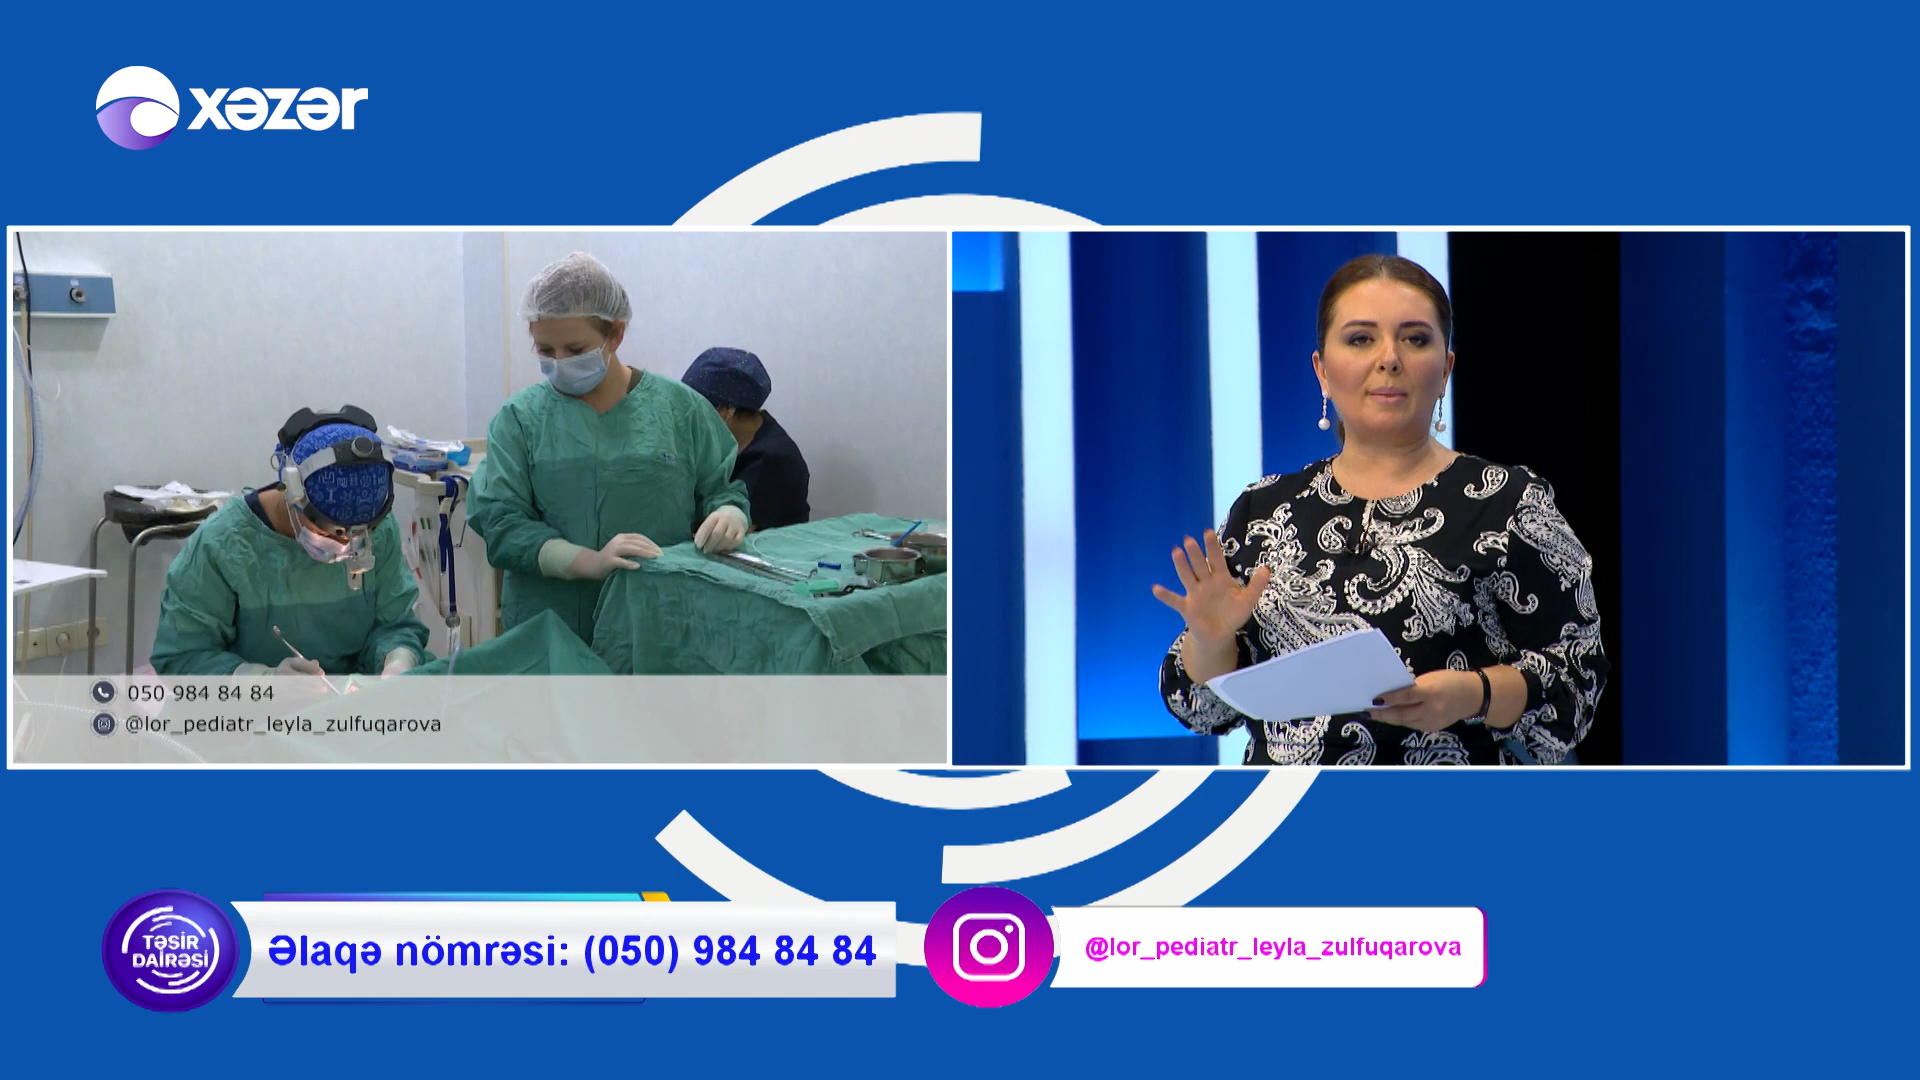 xəzər
050 984 84 84
@lor_pediatr_leyla_zulfuqarova
TƏSİR
DAİRƏSİ
Əlaqə nömrəsi: (050) 984 84 84
@lor_pediatr_leyla_zulfuqarova